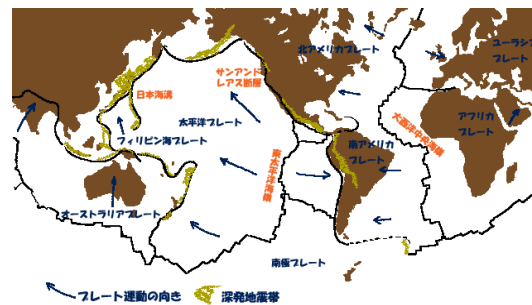 北アメリカプレート
ユーラシア
プレート
サンアンド
レアス断層
日本海溝
太平洋プレート
フィリピン海プレート
大西洋中央海嶺
アフリカ
プレート
南アメリカ
プレート
南太平洋海嶺
オーストラリアプレート
南極プレート
プレート運動の向き
深発地震帯